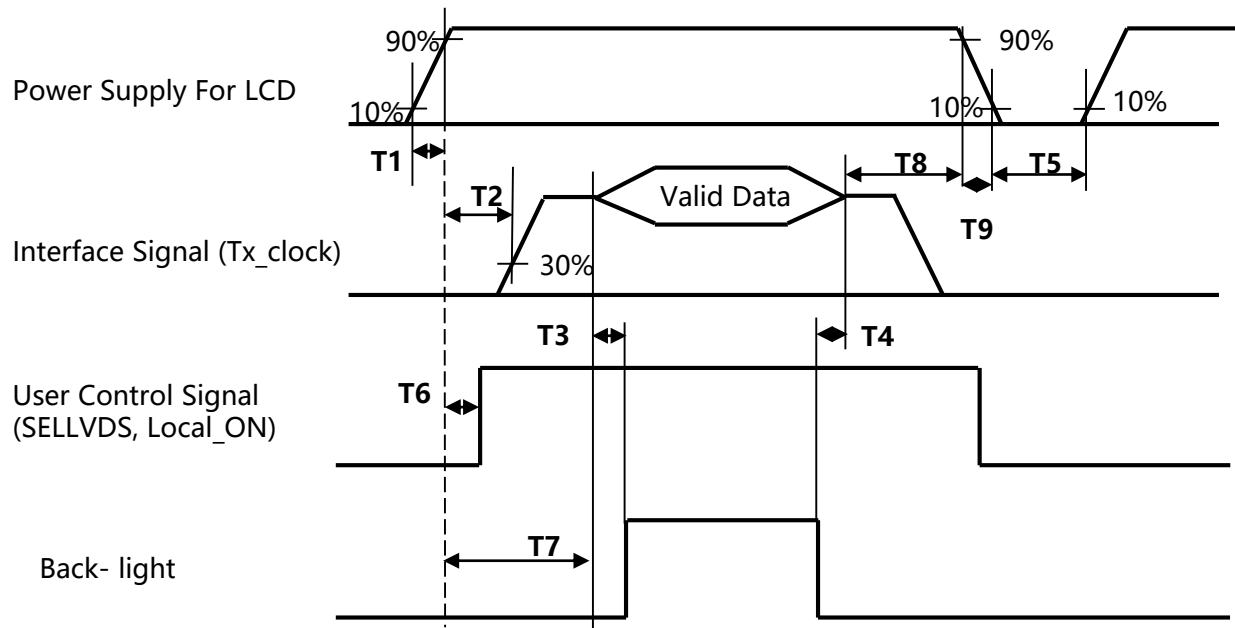 90%
90%
Power Supply For LCD
10%
10%
10%
T1
T8
T5
T2
Valid Data
T9
Interface Signal (Tx_clock)
30%
T3
T4
User Control Signal
(SELLVDS, Local_ON)
T6
T7
Back- light